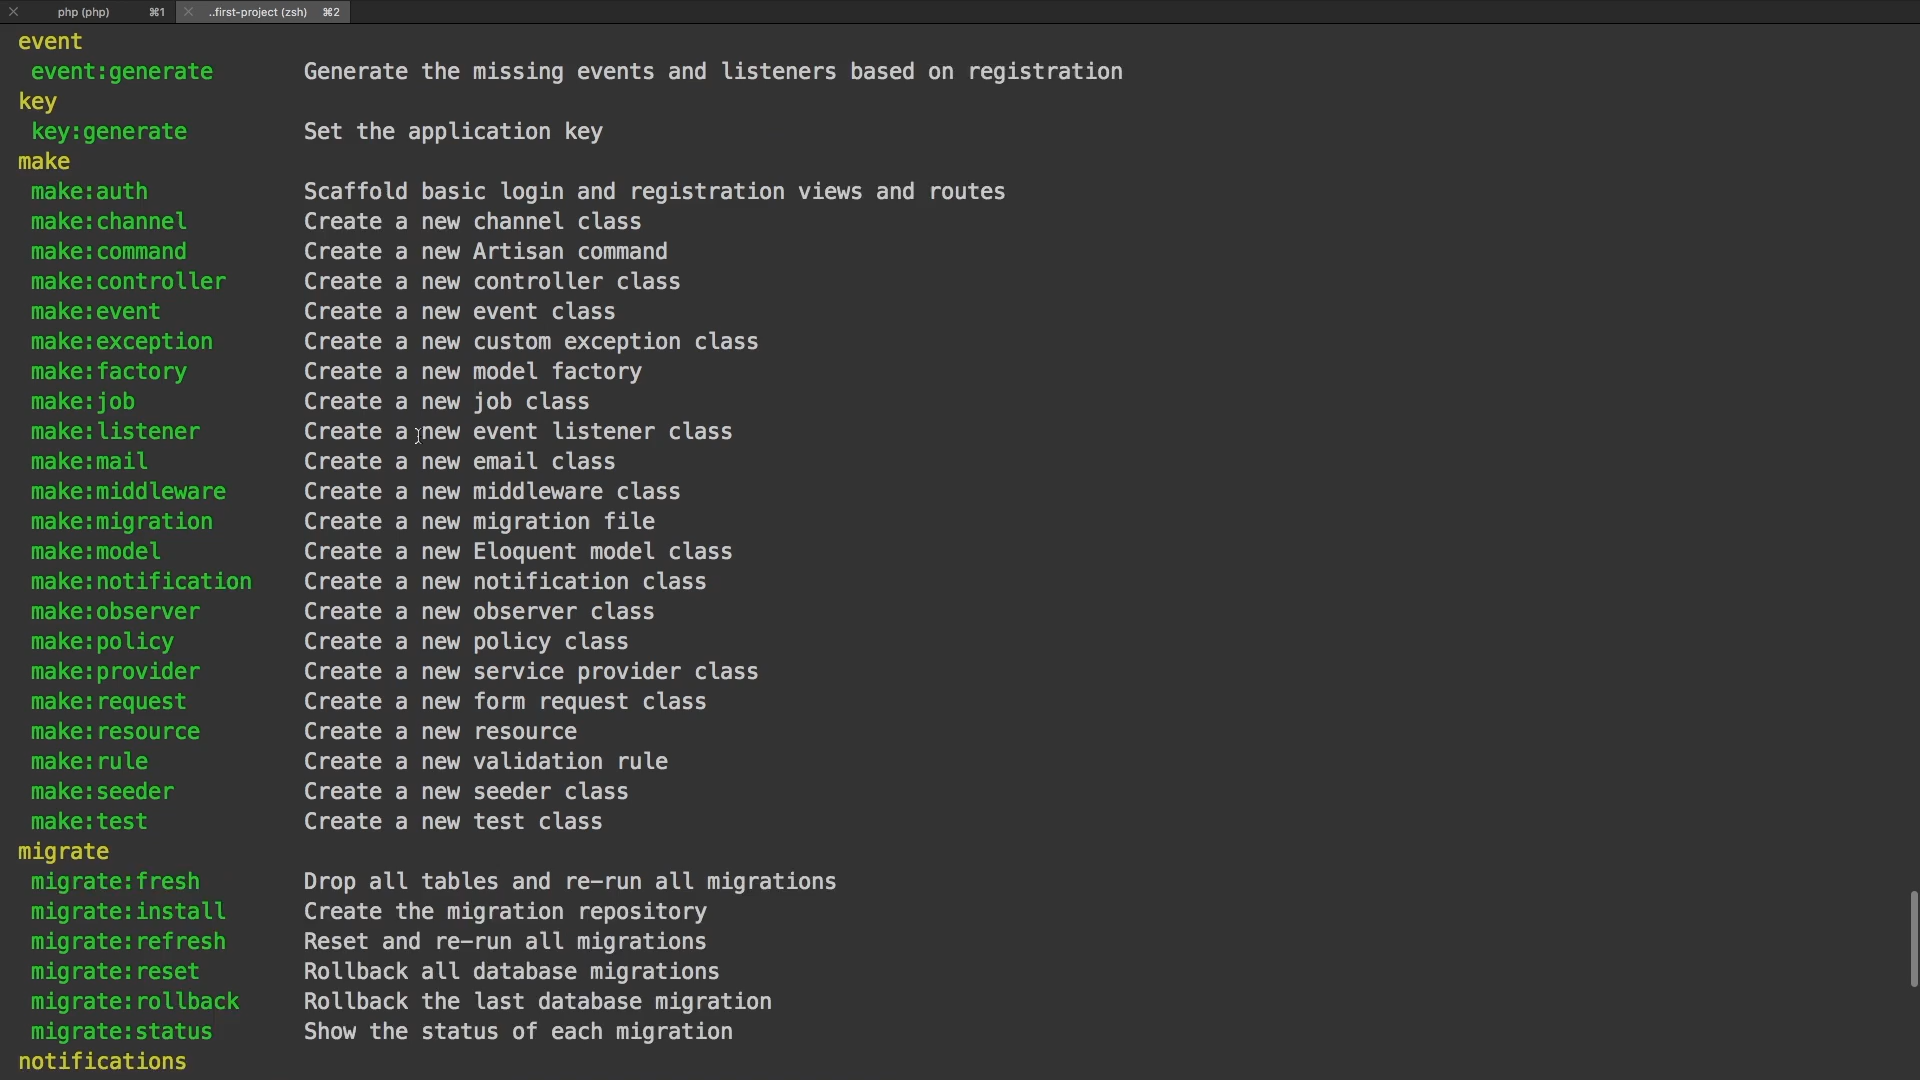 php (php) ⌘1 ..first-project (zsh) ⌘2
event
event:generate Generate the missing events and listeners based on registration
key
key:generate Set the application key
make
make:auth Scaffold basic login and registration views and routes
make:channel Create a new channel class
make:command Create a new Artisan command
make:controller Create a new controller class
make:event Create a new event class
make:exception Create a new custom exception class
make:factory Create a new model factory
make:job Create a new job class
make:listener Create a new event listener class
make:mail Create a new email class
make:middleware Create a new middleware class
make:migration Create a new migration file
make:model Create a new Eloquent model class
make:notification Create a new notification class
make:observer Create a new observer class
make:policy Create a new policy class
make:provider Create a new service provider class
make:request Create a new form request class
make:resource Create a new resource
make:rule Create a new validation rule
make:seeder Create a new seeder class
make:test Create a new test class
migrate
migrate:fresh Drop all tables and re-run all migrations
migrate:install Create the migration repository
migrate:refresh Reset and re-run all migrations
migrate:reset Rollback all database migrations
migrate:rollback Rollback the last database migration
migrate:status Show the status of each migration
notifications